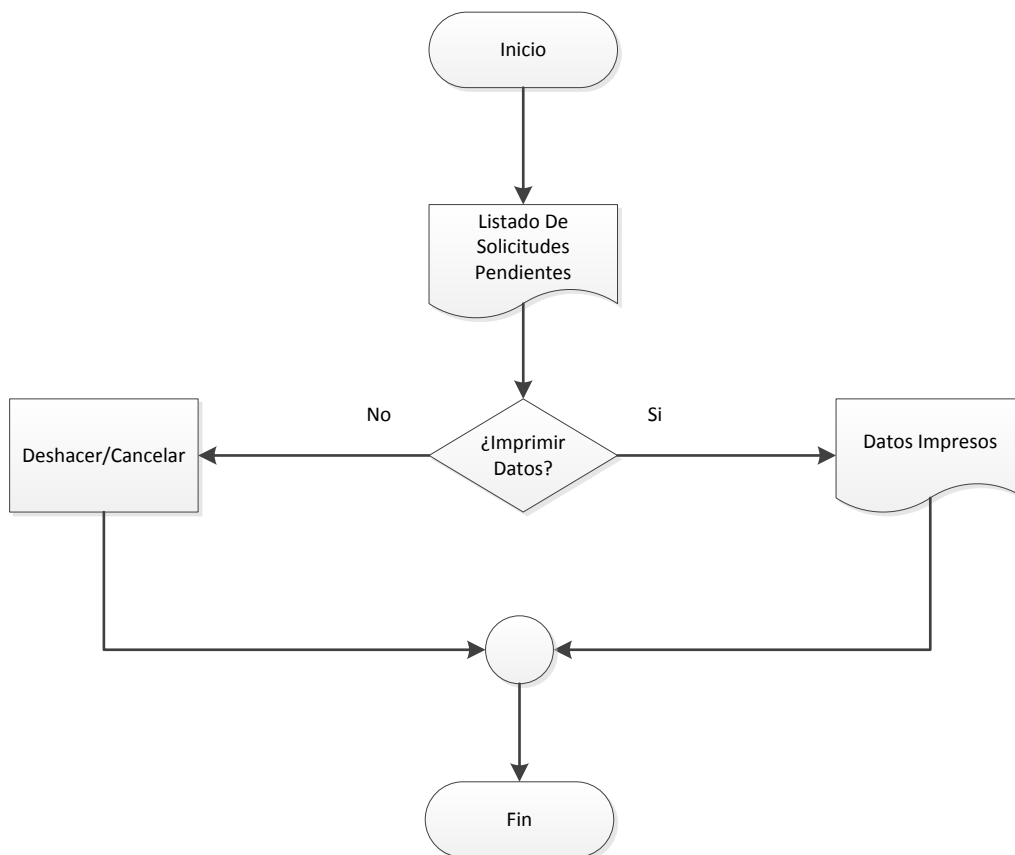 Inicio
Listado De
Solicitudes
Pendientes
No
Si
Deshacer/Cancelar
¿Imprimir
Datos?
Datos Impresos
Fin